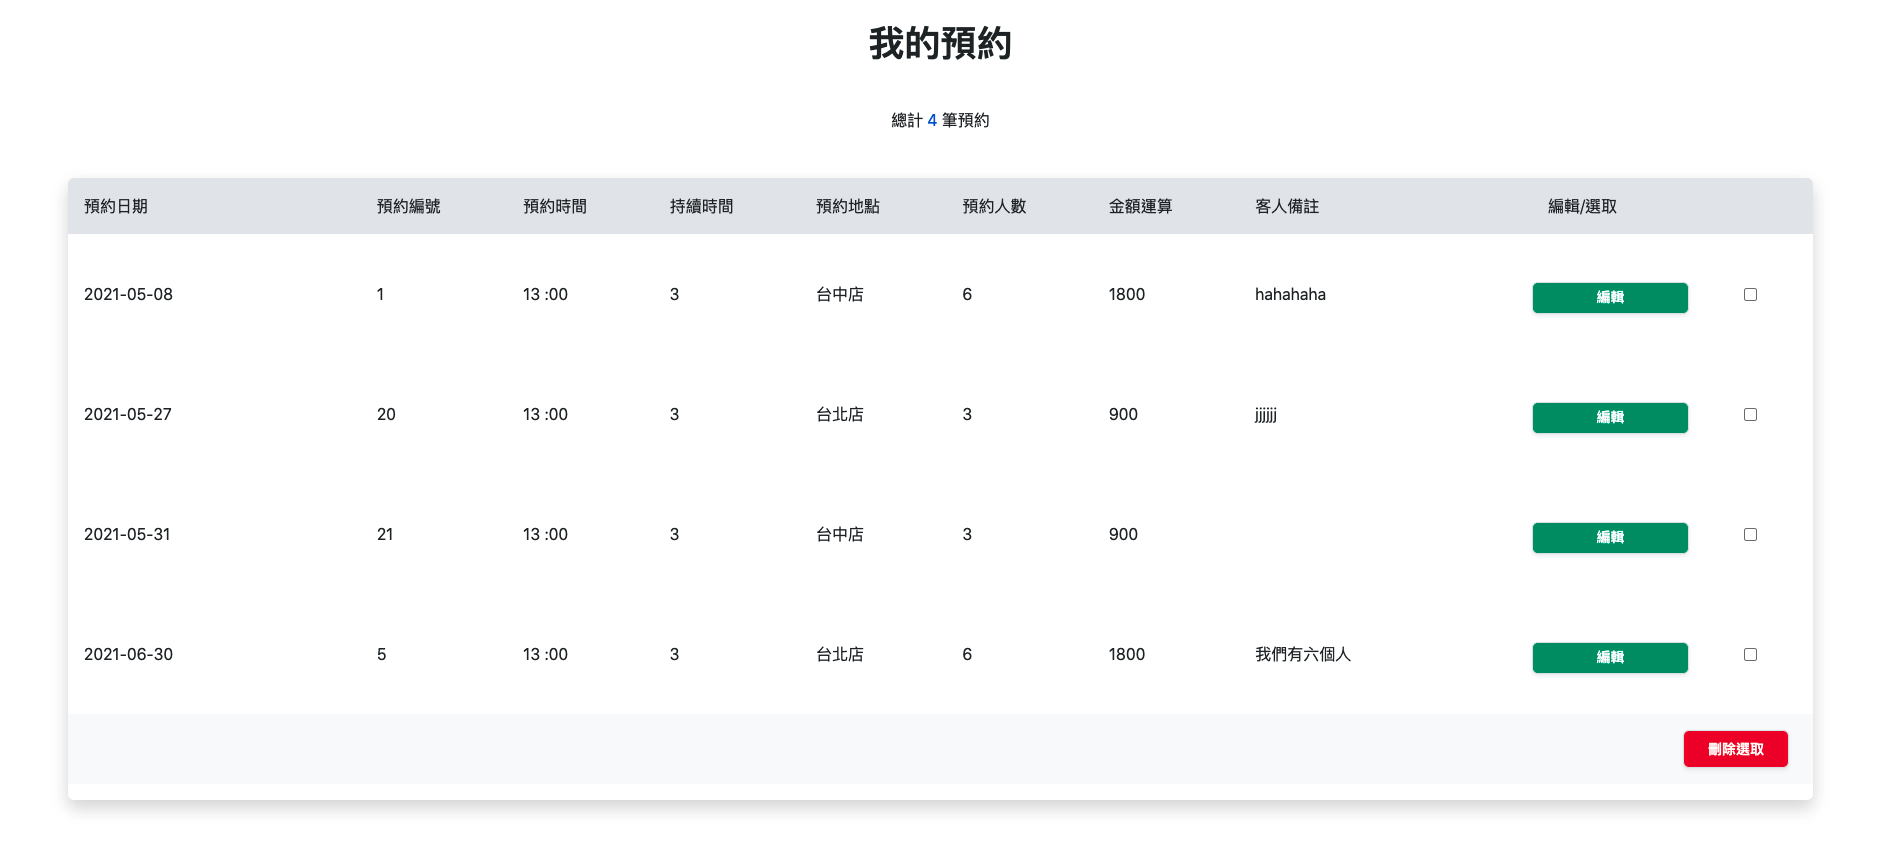 我的預約
總計 4 筆預約
預約日期 預約編號 預約時間 持續時間 預約地點 預約人數 金額運算 客人備註 編輯/選取
2021-05-08 1 13 :00 3 台中店 6 1800 hahahaha 編輯
2021-05-27 20 13 :00 3 台北店 3 900 jjjjjj 編輯
2021-05-31 21 13 :00 3 台中店 3 900 編輯
2021-06-30 5 13 :00 3 台北店 6 1800 我們有六個人 編輯
刪除選取